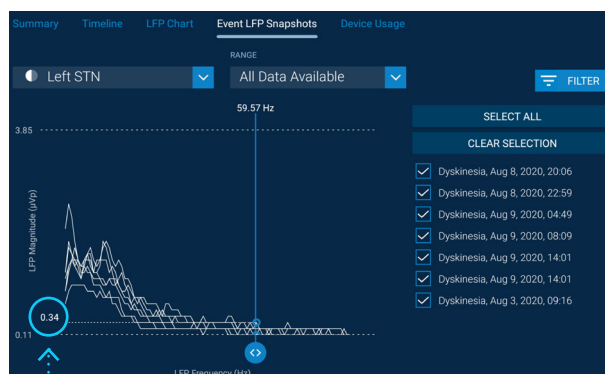 Summary Timeline LFP Chart Event LFP Snapshots Device Usage
RANGE
Left STN All Data Available FILTER
59.57 Hz
SELECT ALL
CLEAR SELECTION
3.85
Dyskinesia, Aug 8, 2020, 20:06
Dyskinesia, Aug 8, 2020, 22:59
Dyskinesia, Aug 9, 2020, 04:49
Dyskinesia, Aug 9, 2020, 08:09
Dyskinesia, Aug 9, 2020, 14:01
Dyskinesia, Aug 9, 2020, 14:01
Dyskinesia, Aug 3, 2020, 09:16
LFP Magnitude (μVp)
0.34
0.11
LFP Frequency (Hz)